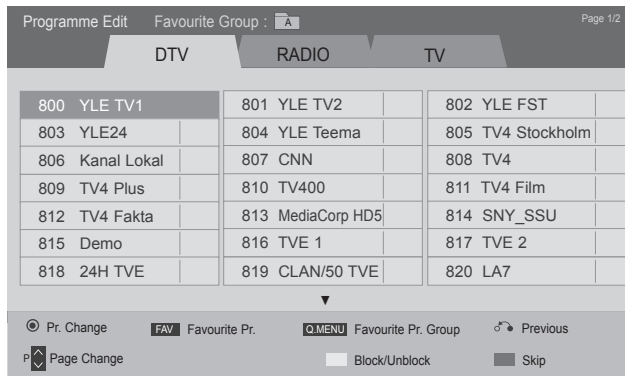 Programme Edit Favourite Group : A Page 1/2
DTV RADIO TV
800 YLE TV1 801 YLE TV2 802 YLE FST
803 YLE24 804 YLE Teema 805 TV4 Stockholm
806 Kanal Lokal 807 CNN 808 TV4
809 TV4 Plus 810 TV400 811 TV4 Film
812 TV4 Fakta 813 MediaCorp HD5 814 SNY_SSU
815 Demo 816 TVE 1 817 TVE 2
818 24H TVE 819 CLAN/50 TVE 820 LA7
Pr. Change FAV Favourite Pr. Q.MENU Favourite Pr. Group Previous
P Page Change Block/Unblock Skip